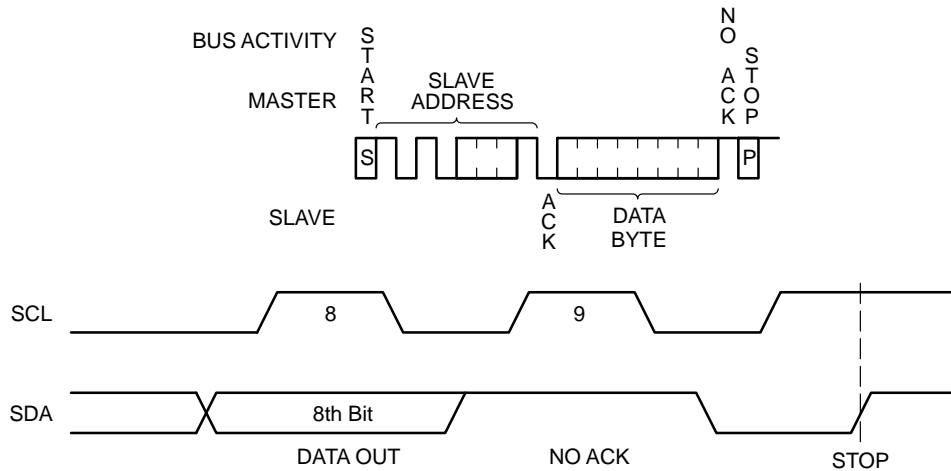 BUS ACTIVITY
MASTER
START
SLAVE
ADDRESS
NO ACK
STOP
S
P
SLAVE
ACK
DATA
BYTE
SCL
8
9
SDA
8th Bit
DATA OUT
NO ACK
STOP